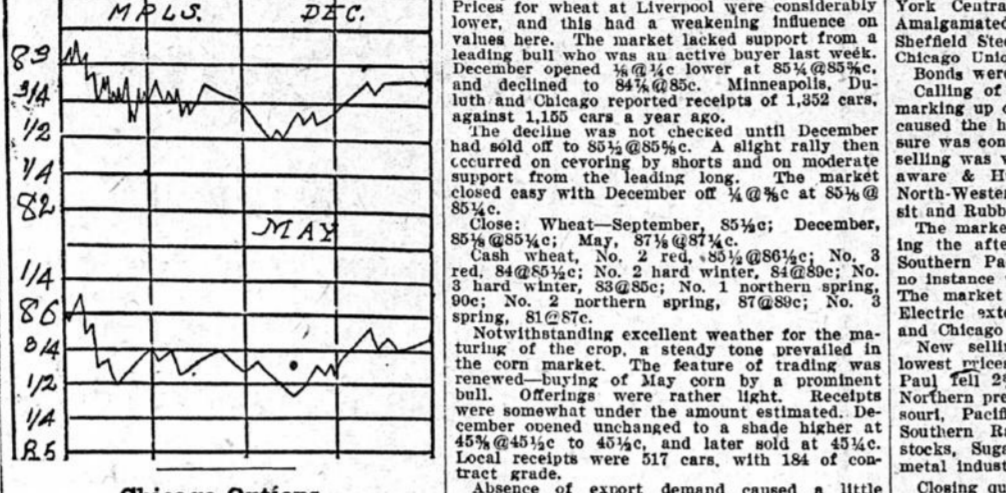 MPLS. DEC.
83
3/4
1/2
1/4
82
MAY
1/4
86
3/4
1/2
1/4
85
Prices for wheat at Liverpool were considerably
lower, and this had a weakening influence on
values here. The market lacked support from a
leading bull who was an active buyer last week.
December opened ⅛@¼c lower at 85¼@85⅜c,
and declined to 84⅞@85c. Minneapolis, Du-
luth and Chicago reported receipts of 1,352 cars,
against 1,155 cars a year ago.
The decline was not checked until December
had sold off to 85½@85⅝c. A slight rally then
occurred on cevoring by shorts and on moderate
support from the leading long. The market
closed easy with December off ¼@⅜c at 85⅛@
85¼c.
Close: Wheat—September, 85½c; December,
85⅛@85¼c; May, 87⅛@87¼c.
Cash wheat, No. 2 red, 85½@86½c; No. 3
red, 84@85½c; No. 2 hard winter, 84@89c; No.
3 hard winter, 83@85c; No. 1 northern spring,
90c; No. 2 northern spring, 87@89c; No. 3
spring, 81@87c.
Notwithstanding excellent weather for the ma-
turing of the crop, a steady tone prevailed in
the corn market. The feature of trading was
renewed—buying of May corn by a prominent
bull. Offerings were rather light. Receipts
were somewhat under the amount estimated. De-
cember opened unchanged to a shade higher at
45⅜@45½c to 45½c, and later sold at 45¼c.
Local receipts were 517 cars, with 184 of con-
tract grade.
Absence of export demand caused a little
York Centra
Amalgamated
Sheffield Stee
Chicago Unio
Bonds were
Calling of
marking up
caused the h
sure was con
selling was
aware & H
North-Weste
sit and Rubb
The marke
ing the afte
Southern Pa
no instance
The market
Electric exte
and Chicago
New selli
lowest prices
Paul fell 2
Northern pre
souri, Pacif
Southern Ra
stocks, Suga
metal indust
Closing qu